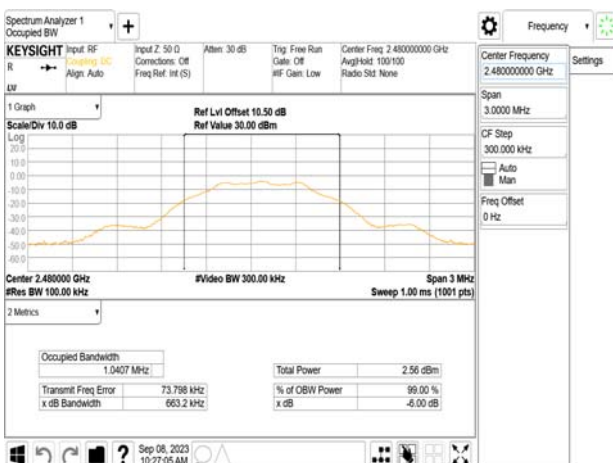 Spectrum Analyzer 1
Occupied BW
Frequency
KEYSIGHT
R
Input: RF
Coupling: DC
Align: Auto
Input Z: 50 Ω
Corrections: Off
Freq Ref: Int (S)
Atten: 30 dB
Trig: Free Run
Gate: Off
#IF Gain: Low
Center Freq: 2.480000000 GHz
Avg|Hold: 100/100
Radio Std: None
Center Frequency
2.480000000 GHz
Settings
Span
3.0000 MHz
CF Step
300.000 kHz
Auto
Man
Freq Offset
0 Hz
1 Graph
Scale/Div 10.0 dB
Ref Lvl Offset 10.50 dB
Ref Value 30.00 dBm
Log
20.0
10.0
0.00
-10.0
-20.0
-30.0
-40.0
-50.0
-60.0
Center 2.480000 GHz
#Res BW 100.00 kHz
#Video BW 300.00 kHz
Span 3 MHz
Sweep 1.00 ms (1001 pts)
2 Metrics
Occupied Bandwidth
1.0407 MHz
Transmit Freq Error 73.798 kHz
x dB Bandwidth 663.2 kHz
Total Power 2.56 dBm
% of OBW Power 99.00 %
x dB -6.00 dB
?
Sep 08, 2023
10:27:05 AM